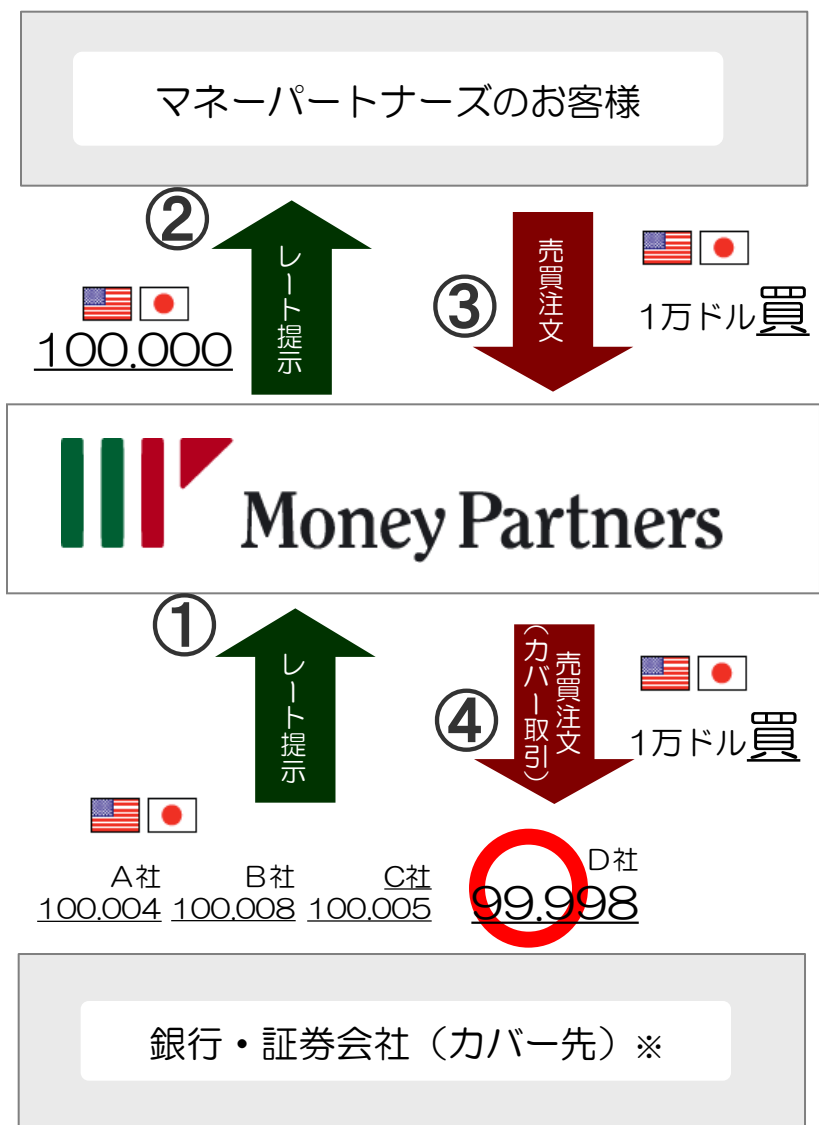 マネーパートナーズのお客様
②
レート提示
100.000
③
売買注文
1万ドル買
Money Partners
①
レート提示
④
売買注文
(カバー取引)
1万ドル買
A社 B社 C社 D社
100.004 100.008 100.005 99.998
銀行・証券会社（カバー先）※